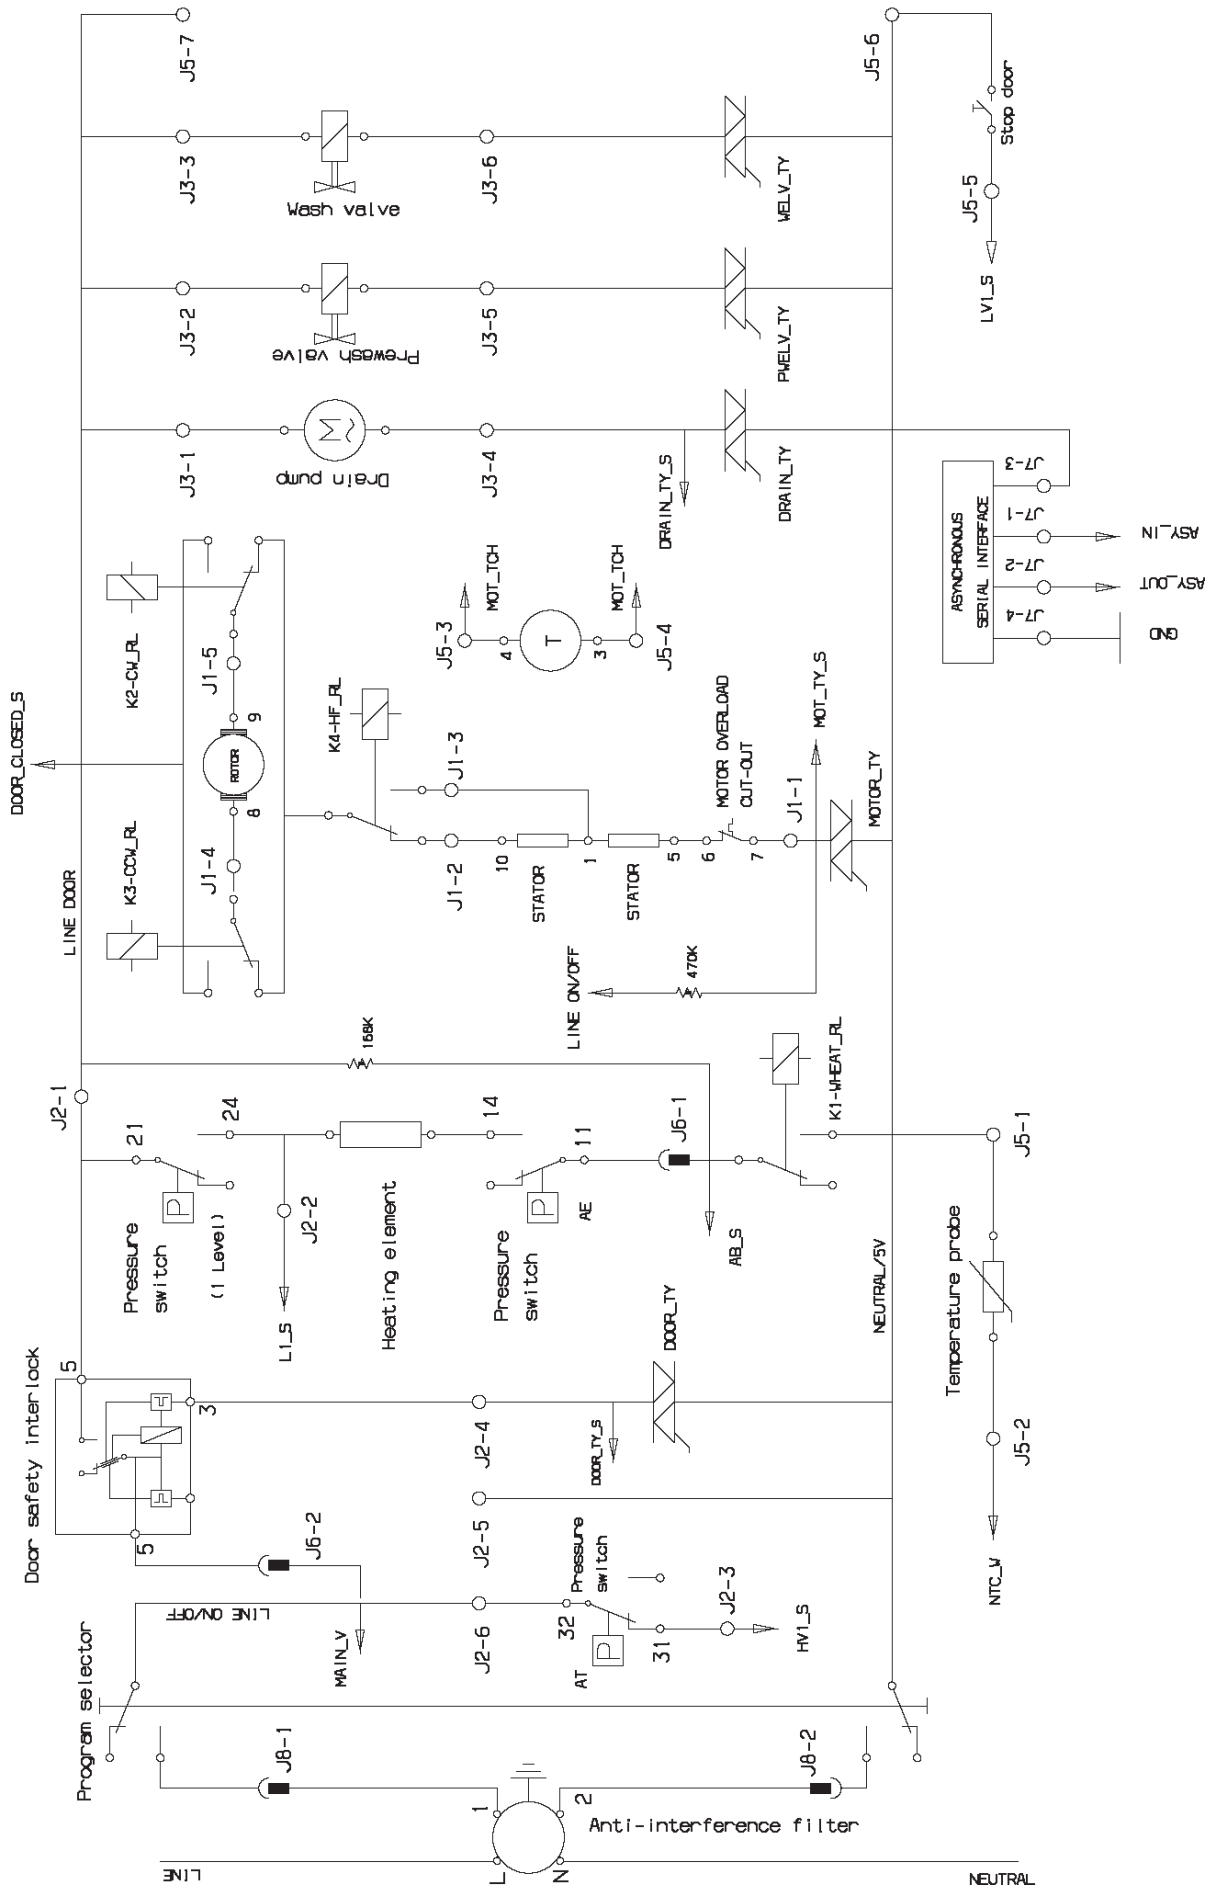 J5-7
J5-6
Stop door
J5-5
LV1_S
J3-3
Wash valve
J3-6
WELV_TY
J3-2
Prewash valve
J3-5
PWELV_TY
J3-1
Drain pump
M
~
J3-4
DRAIN_TY_S
DRAIN_TY
ASYNCHRONOUS
SERIAL INTERFACE
J7-3
J7-1
J7-2
J7-4
ASY_IN
ASY_OUT
GND
DOOR_CLOSED_S
K2-CW_RL
J1-5
9
ROTOR
8
J1-4
K3-CCW_RL
LINE DOOR
K4-HF_RL
J5-3
MOT_TCH
4
T
3
J5-4
MOT_TCH
J1-3
J1-2
10
STATOR
1
STATOR
5
6
7
MOTOR OVERLOAD
CUT-OUT
J1-1
MOT_TY_S
MOTOR_TY
LINE ON/OFF
470K
168K
J2-1
21
24
P
Pressure
switch
(1 Level)
J2-2
L1_S
Heating element
14
11
P
AE
Pressure
switch
J6-1
AB_S
K1-WHEAT_RL
NEUTRAL/5V
J5-1
Temperature probe
J5-2
NTC_W
Door safety interlock
5
3
5
J2-4
DOOR_TY_S
DOOR_TY
J2-5
J6-2
LINE ON/OFF
MAIN_V
J2-6
32
Pressure
switch
P
AT
31
J2-3
HV1_S
Program selector
J8-1
J8-2
1
2
L
N
Anti-interference filter
LINE
NEUTRAL